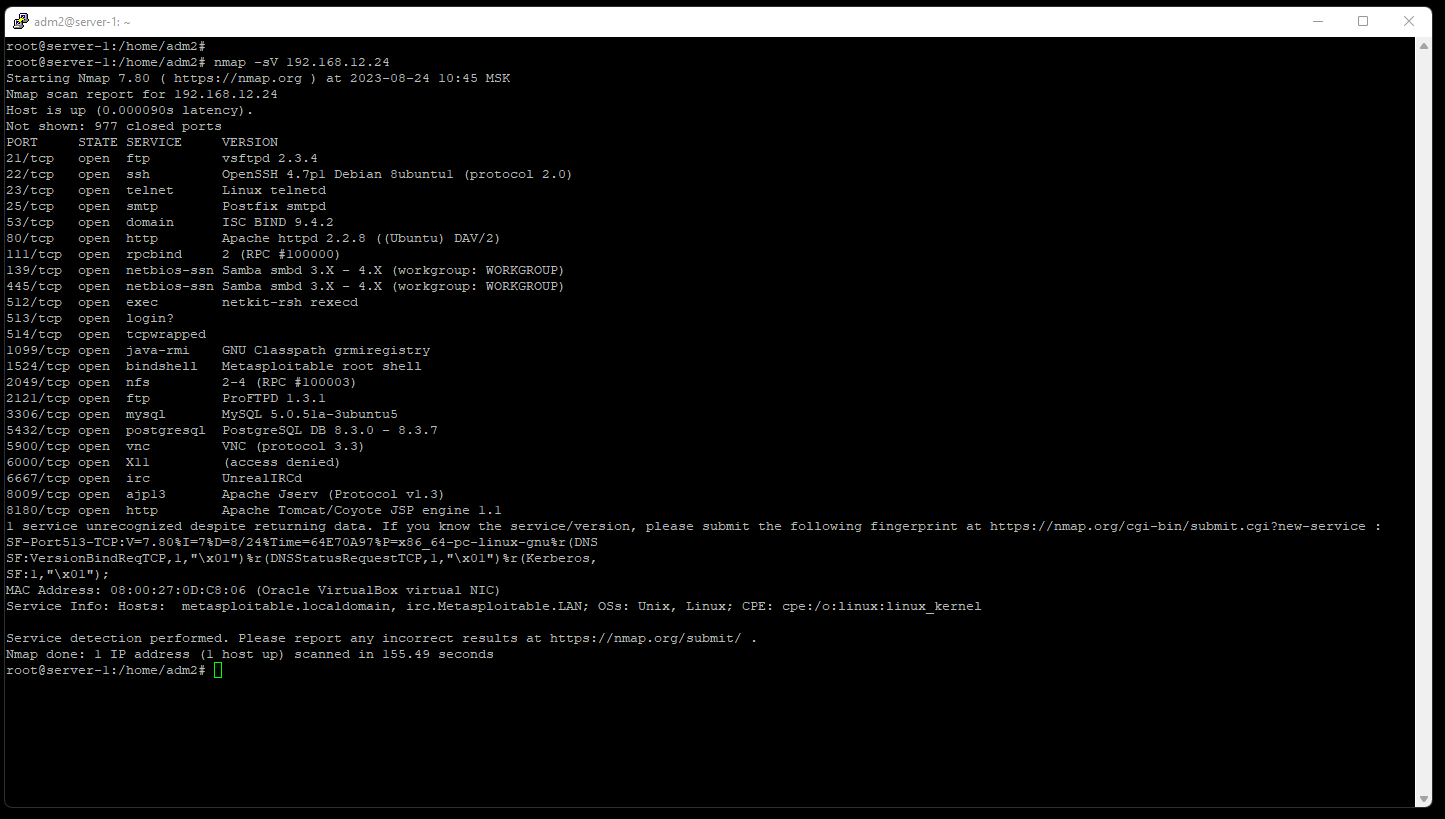 adm2@server-1: ~
root@server-1:/home/adm2#
root@server-1:/home/adm2# nmap -sV 192.168.12.24
Starting Nmap 7.80 ( https://nmap.org ) at 2023-08-24 10:45 MSK
Nmap scan report for 192.168.12.24
Host is up (0.000090s latency).
Not shown: 977 closed ports
PORT     STATE SERVICE     VERSION
21/tcp   open  ftp         vsftpd 2.3.4
22/tcp   open  ssh         OpenSSH 4.7p1 Debian 8ubuntu1 (protocol 2.0)
23/tcp   open  telnet      Linux telnetd
25/tcp   open  smtp        Postfix smtpd
53/tcp   open  domain      ISC BIND 9.4.2
80/tcp   open  http        Apache httpd 2.2.8 ((Ubuntu) DAV/2)
111/tcp  open  rpcbind     2 (RPC #100000)
139/tcp  open  netbios-ssn Samba smbd 3.X - 4.X (workgroup: WORKGROUP)
445/tcp  open  netbios-ssn Samba smbd 3.X - 4.X (workgroup: WORKGROUP)
512/tcp  open  exec        netkit-rsh rexecd
513/tcp  open  login?
514/tcp  open  tcpwrapped
1099/tcp open  java-rmi    GNU Classpath grmiregistry
1524/tcp open  bindshell   Metasploitable root shell
2049/tcp open  nfs         2-4 (RPC #100003)
2121/tcp open  ftp         ProFTPD 1.3.1
3306/tcp open  mysql       MySQL 5.0.51a-3ubuntu5
5432/tcp open  postgresql  PostgreSQL DB 8.3.0 - 8.3.7
5900/tcp open  vnc         VNC (protocol 3.3)
6000/tcp open  X11         (access denied)
6667/tcp open  irc         UnrealIRCd
8009/tcp open  ajp13       Apache Jserv (Protocol v1.3)
8180/tcp open  http        Apache Tomcat/Coyote JSP engine 1.1
1 service unrecognized despite returning data. If you know the service/version, please submit the following fingerprint at https://nmap.org/cgi-bin/submit.cgi?new-service :
SF-Port513-TCP:V=7.80%I=7%D=8/24%Time=64E70A97%P=x86_64-pc-linux-gnu%r(DNS
SF:VersionBindReqTCP,1,"\x01")%r(DNSStatusRequestTCP,1,"\x01")%r(Kerberos,
SF:1,"\x01");
MAC Address: 08:00:27:0D:C8:06 (Oracle VirtualBox virtual NIC)
Service Info: Hosts:  metasploitable.localdomain, irc.Metasploitable.LAN; OSs: Unix, Linux; CPE: cpe:/o:linux:linux_kernel
Service detection performed. Please report any incorrect results at https://nmap.org/submit/ .
Nmap done: 1 IP address (1 host up) scanned in 155.49 seconds
root@server-1:/home/adm2#